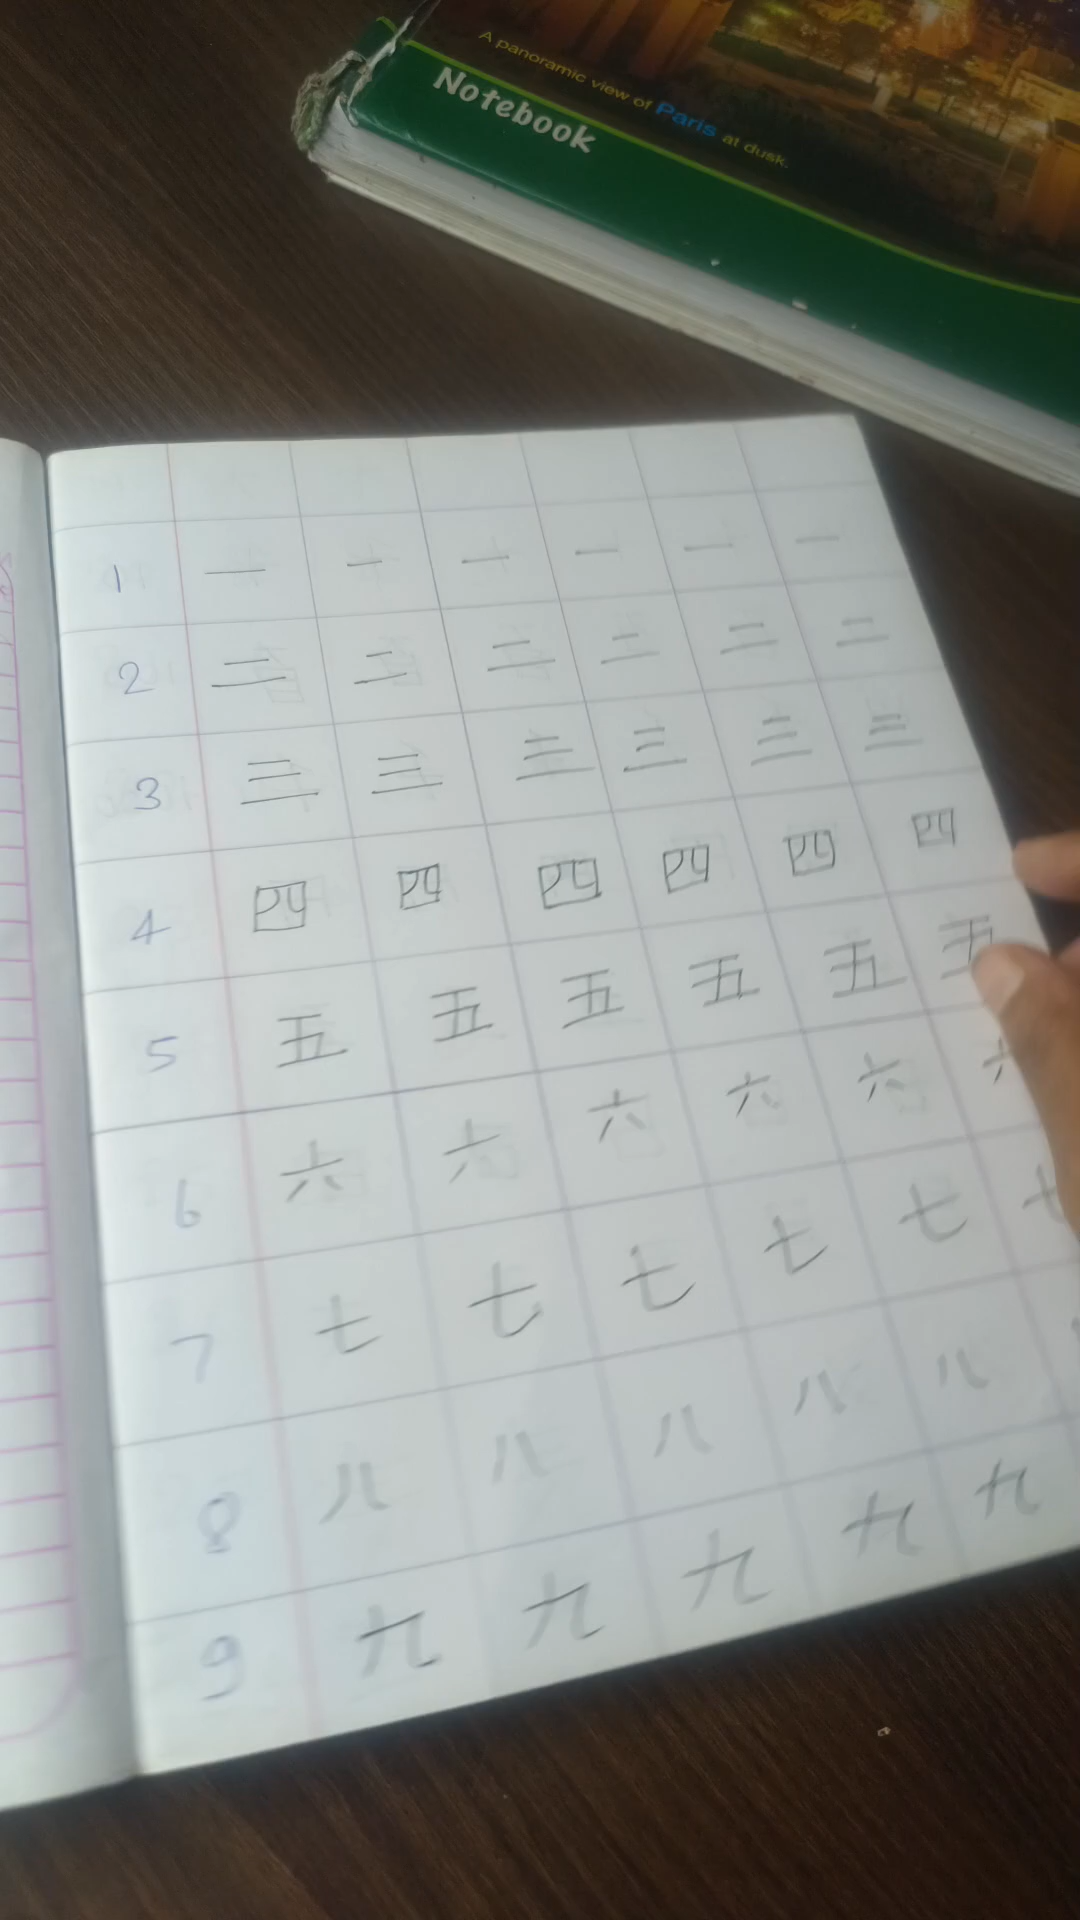 A panoramic view of Paris at dusk.
Notebook
1 一 一 一 一 一 一
2 二 二 二 二 二 二
3 三 三 三 三 三 三
4 四 四 四 四 四 四
5 五 五 五 五 五 五
6 六 六 六 六 六 六
7 七 七 七 七 七 七
8 八 八 八 八 八
9 九 九 九 九 九